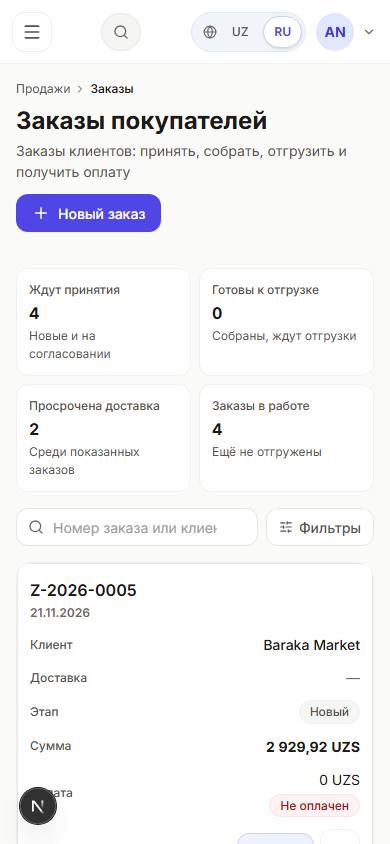 UZ
RU
AN
Продажи
Заказы
Заказы покупателей
Заказы клиентов: принять, собрать, отгрузить и
получить оплату
Новый заказ
Ждут принятия
4
Новые и на
согласовании
Готовы к отгрузке
0
Собраны, ждут отгрузки
Просрочена доставка
2
Среди показанных
заказов
Заказы в работе
4
Ещё не отгружены
Номер заказа или клиен
Фильтры
Z-2026-0005
21.11.2026
Клиент
Baraka Market
Доставка
—
Этап
Новый
Сумма
2 929,92 UZS
0 UZS
Не оплачен
N